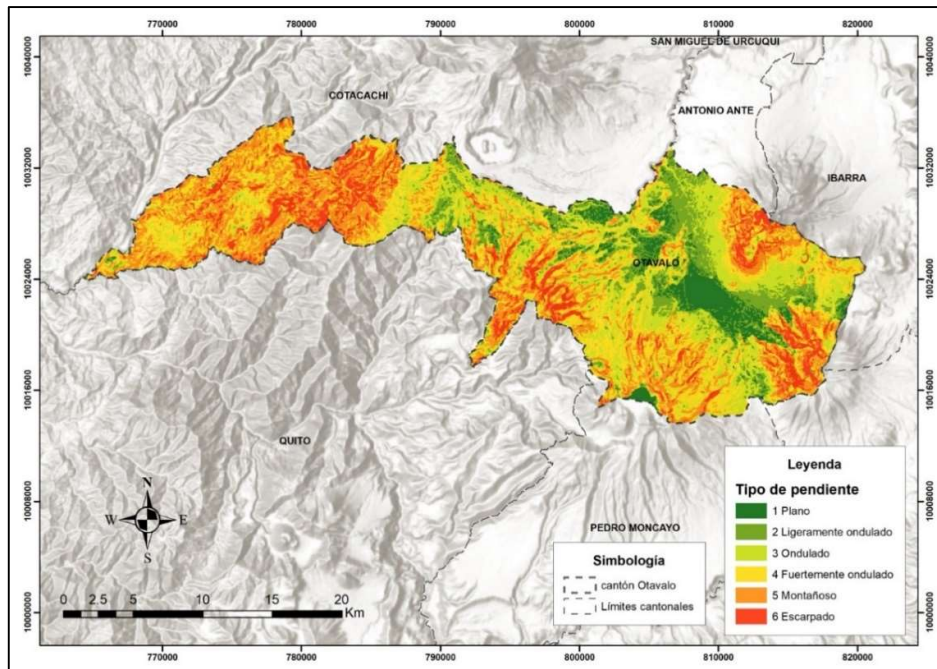 770000 780000 790000 800000 810000 820000
10040000 10040000
SAN MIGUEL DE URCUQUI
COTACACHI
ANTONIO ANTE
10032000 10032000
IBARRA
OTAVALO
10024000 10024000
10016000 10016000
QUITO
10008000 10008000
PEDRO MONCAYO
10000000 10000000
N
W E
S
0 2.5 5 10 15 20
Km
Simbología
cantón Otavalo
Límites cantonales
Leyenda
Tipo de pendiente
1 Plano
2 Ligeramente ondulado
3 Ondulado
4 Fuertemente ondulado
5 Montañoso
6 Escarpado
770000 780000 790000 800000 810000 820000